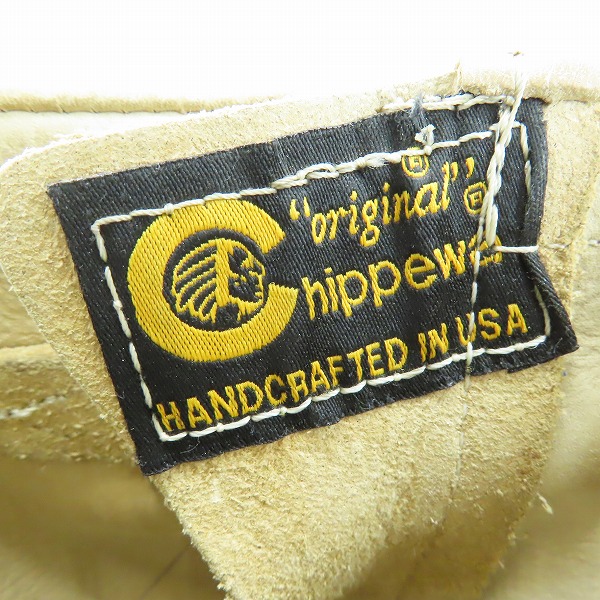 "original" ®
Chippewa ®
HANDCRAFTED IN USA